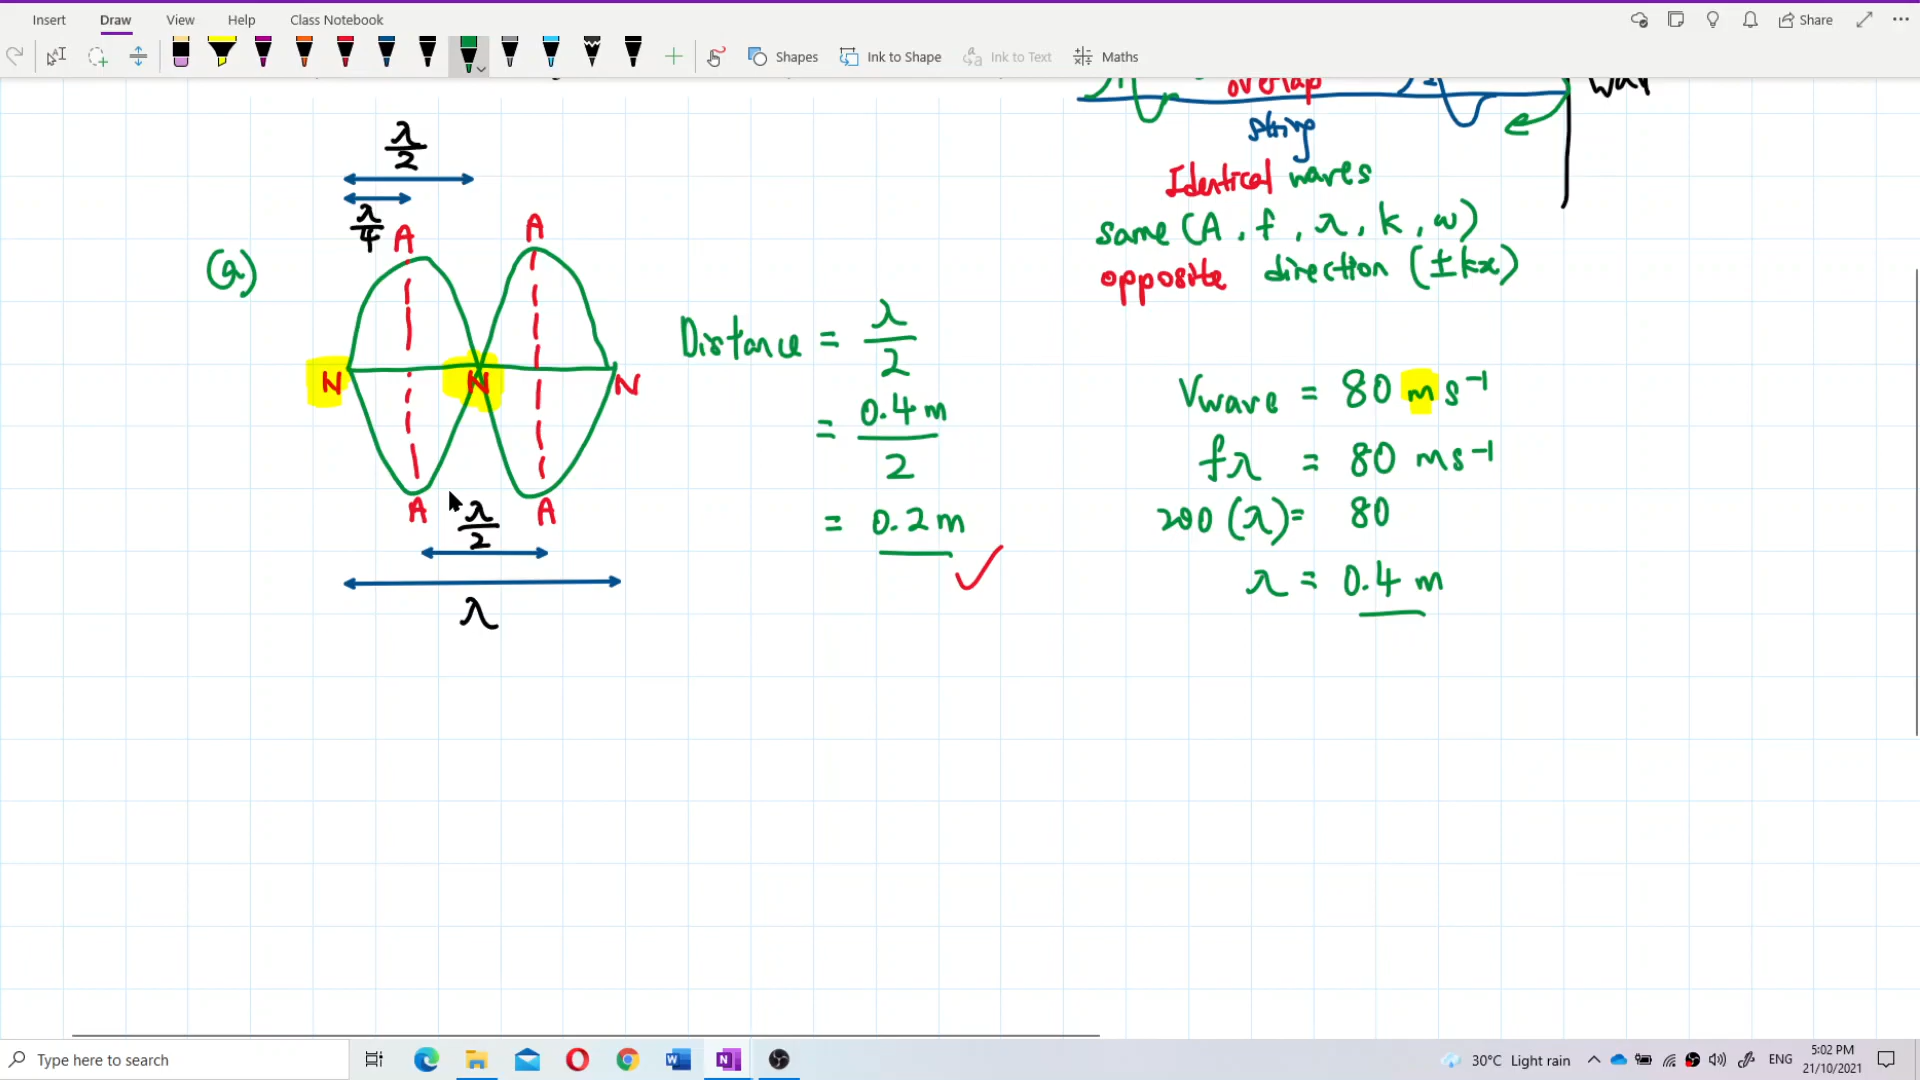 Insert Draw View Help Class Notebook Share
Shapes Ink to Shape Ink to Text Maths
overlap
string
Identical waves
same (A, f, λ, k, ω)
opposite direction (±kx)
λ/2
λ/4
A A
(a)
N N N
A A
λ/2
λ
Distance = λ/2
= 0.4 m/2
= 0.2 m
Vwave = 80 m s⁻¹
fλ = 80 ms⁻¹
200 (λ) = 80
λ = 0.4 m
Type here to search
30°C Light rain
ENG
5:02 PM
21/10/2021